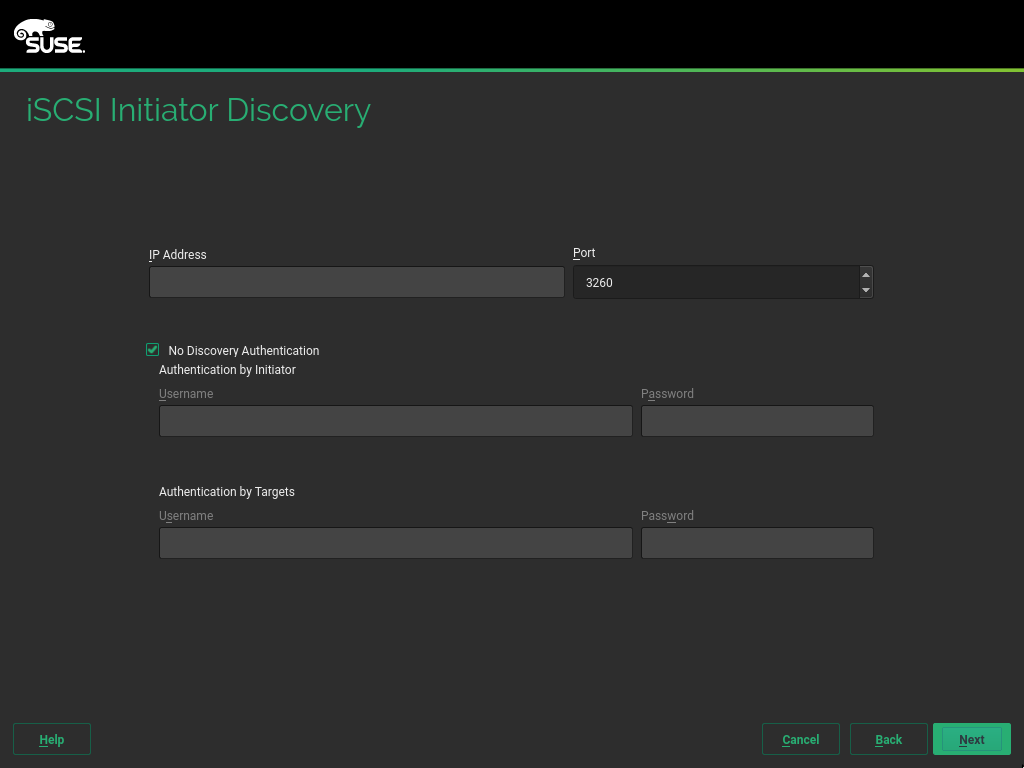 SUSE.
iSCSI Initiator Discovery
IP Address
Port
3260
No Discovery Authentication
Authentication by Initiator
Username
Password
Authentication by Targets
Username
Password
Help
Cancel
Back
Next